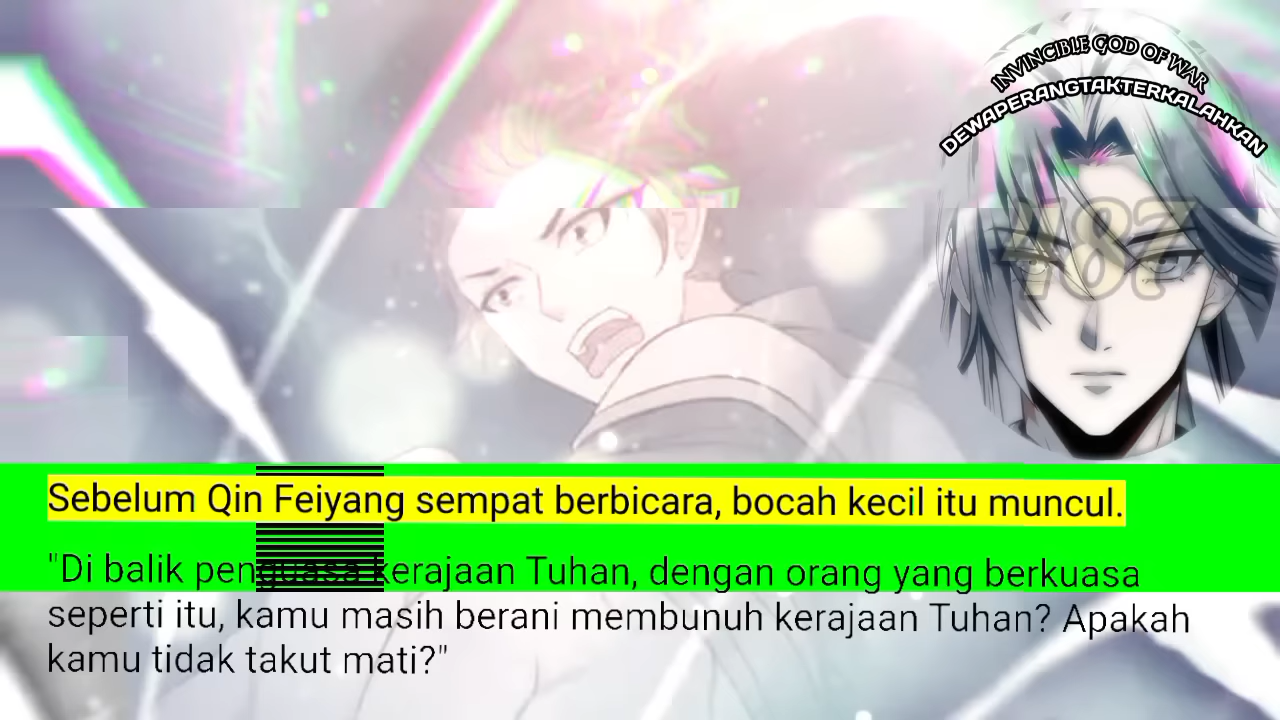 INVINCIBLE GOD OF WAR
DEWAPERANGTAKTERKALAHKAN
487
Sebelum Qin Feiyang sempat berbicara, bocah kecil itu muncul.
"Di balik penguasa kerajaan Tuhan, dengan orang yang berkuasa
seperti itu, kamu masih berani membunuh kerajaan Tuhan? Apakah
kamu tidak takut mati?"